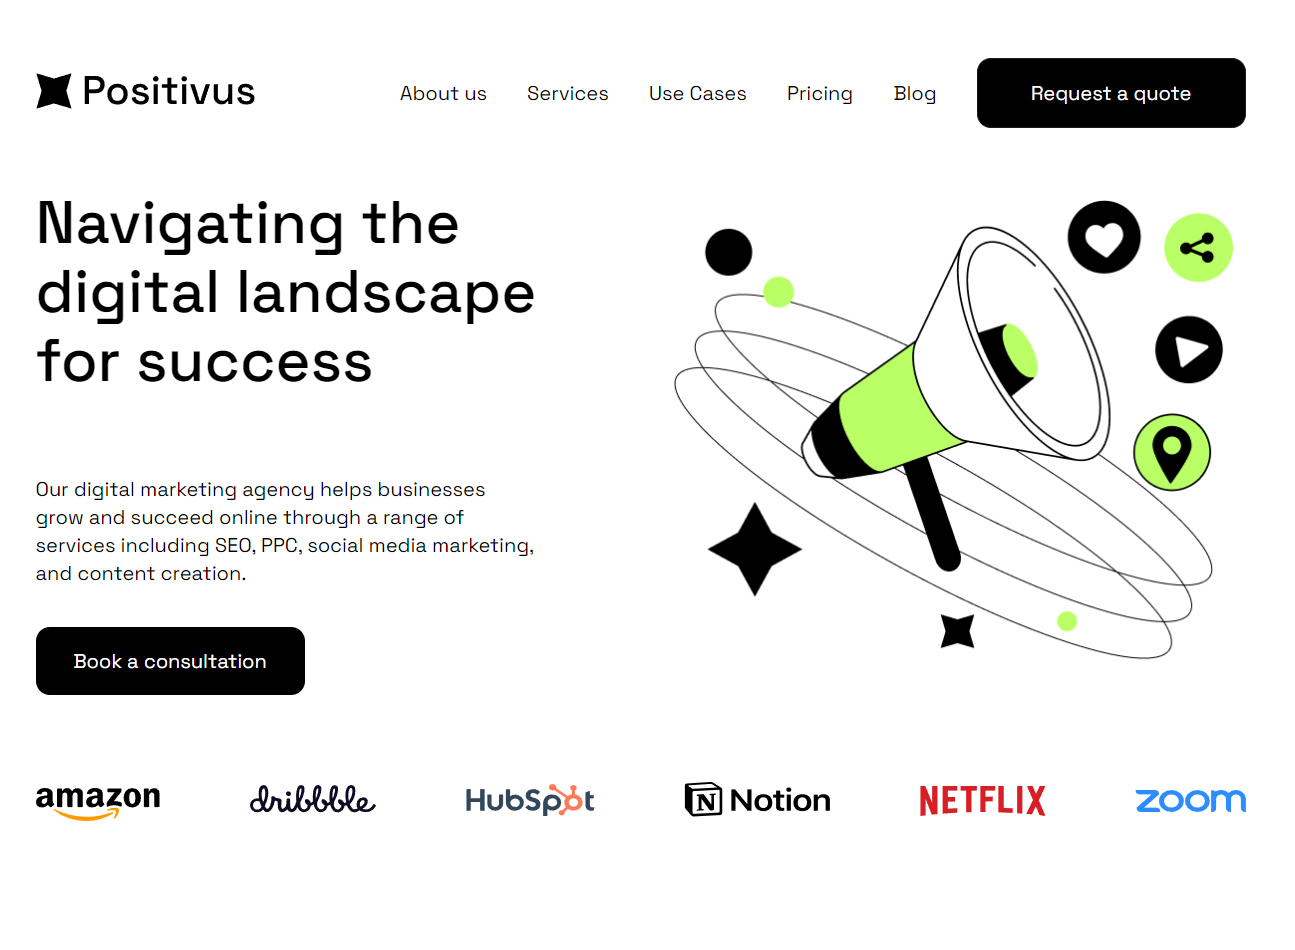 Positivus
About us
Services
Use Cases
Pricing
Blog
Request a quote
Navigating the
digital landscape
for success
Our digital marketing agency helps businesses
grow and succeed online through a range of
services including SEO, PPC, social media marketing,
and content creation.
Book a consultation
amazon
dribbble
HubSpot
N Notion
NETFLIX
zoom